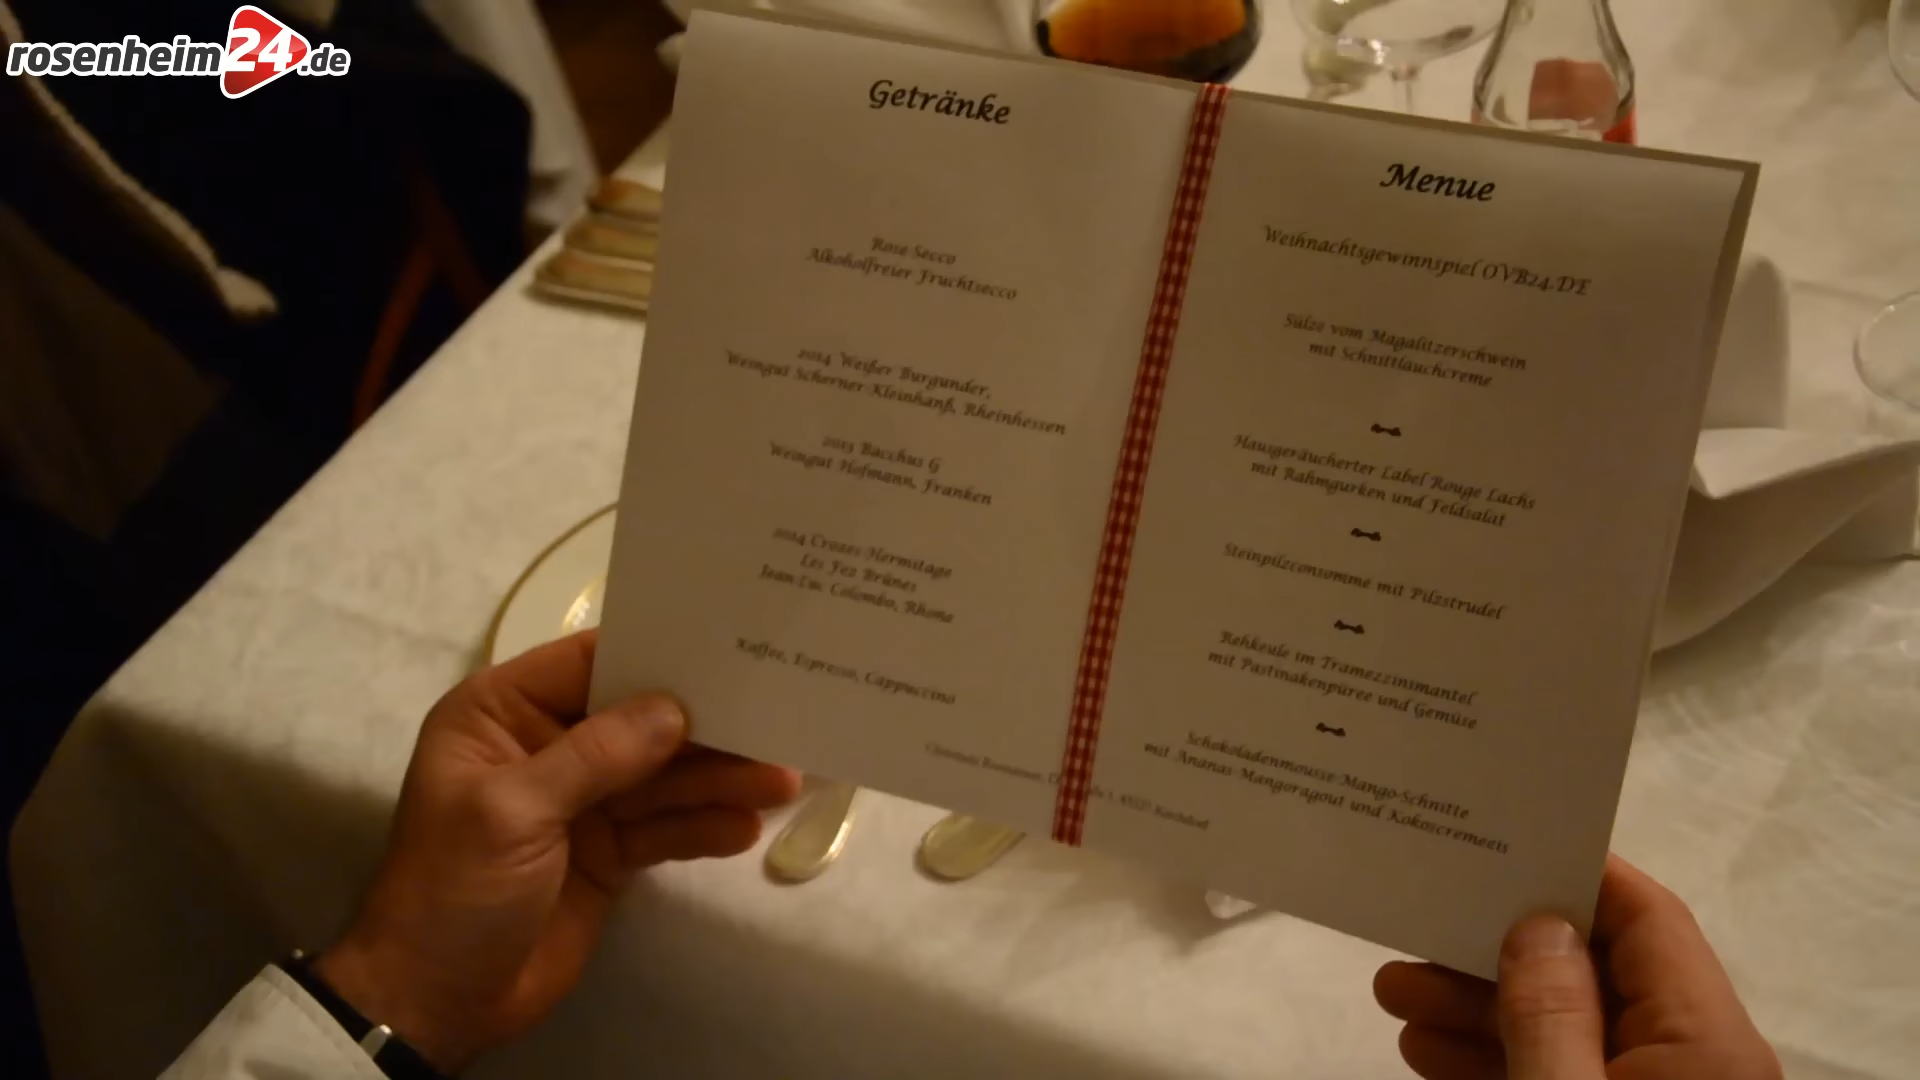 rosenheim24.de
Getränke
Rose Secco
Alkoholfreier Fruchtsecco
2014 Weißer Burgunder,
Weingut Scherner-Kleinhanß, Rheinhessen
2013 Bacchus G
Weingut Hofmann, Franken
2014 Crozes Hermitage
Les Fez Brûnes
Jean-Luc Colombo, Rhone
Kaffee, Espresso, Cappuccino
Menue
Weihnachtsgewinnspiel OVB24.DE
Sülze vom Magalitzerschwein
mit Schnittlauchcreme
Hausgeräucherter Label Rouge Lachs
mit Rahmgurken und Feldsalat
Steinpilzconsomme mit Pilzstrudel
Rehkeule im Tramezzinimantel
mit Pastinakenpüree und Gemüse
Schokoladenmousse-Mango-Schnitte
mit Ananas-Mangoragout und Kokoscremeeis